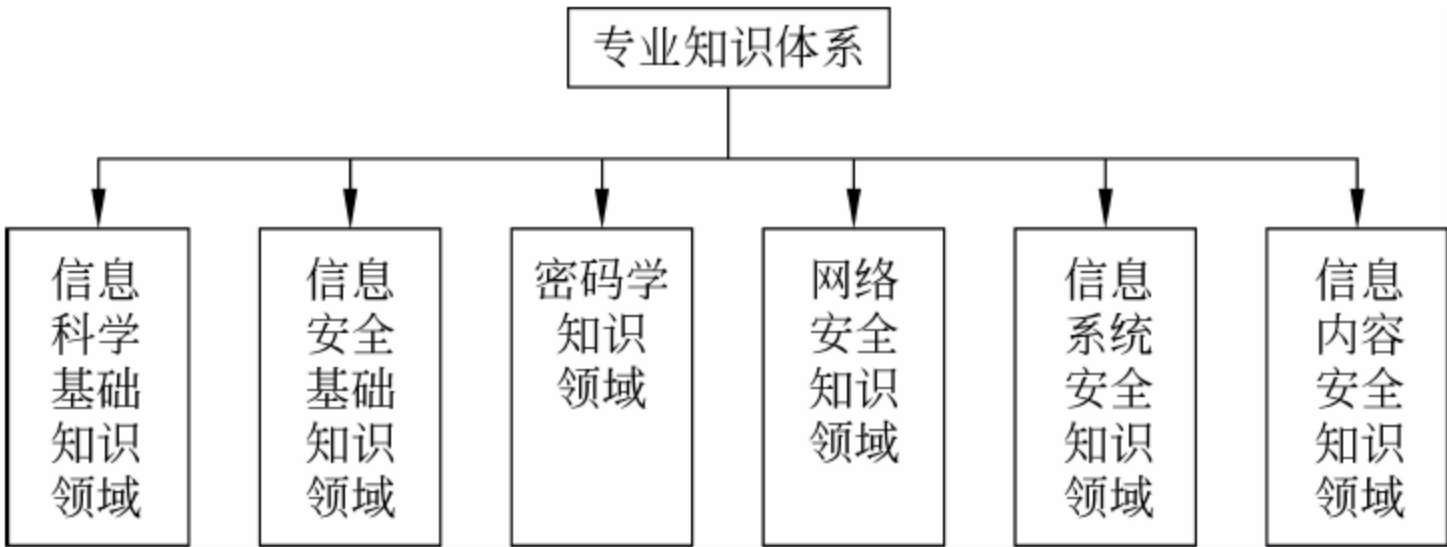 专业知识体系
信息
科学
基础
知识
领域
信息
安全
基础
知识
领域
密码学
知识
领域
网络
安全
知识
领域
信息
系统
安全
知识
领域
信息
内容
安全
知识
领域